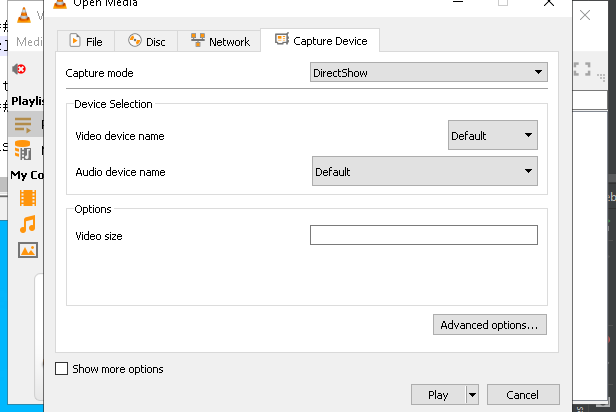 Open Media
Medi
File
Disc
Network
Capture Device
Capture mode
DirectShow
Playlis
Device Selection
Video device name
Default
Audio device name
Default
My Co
Options
Video size
Advanced options...
Show more options
Play
Cancel